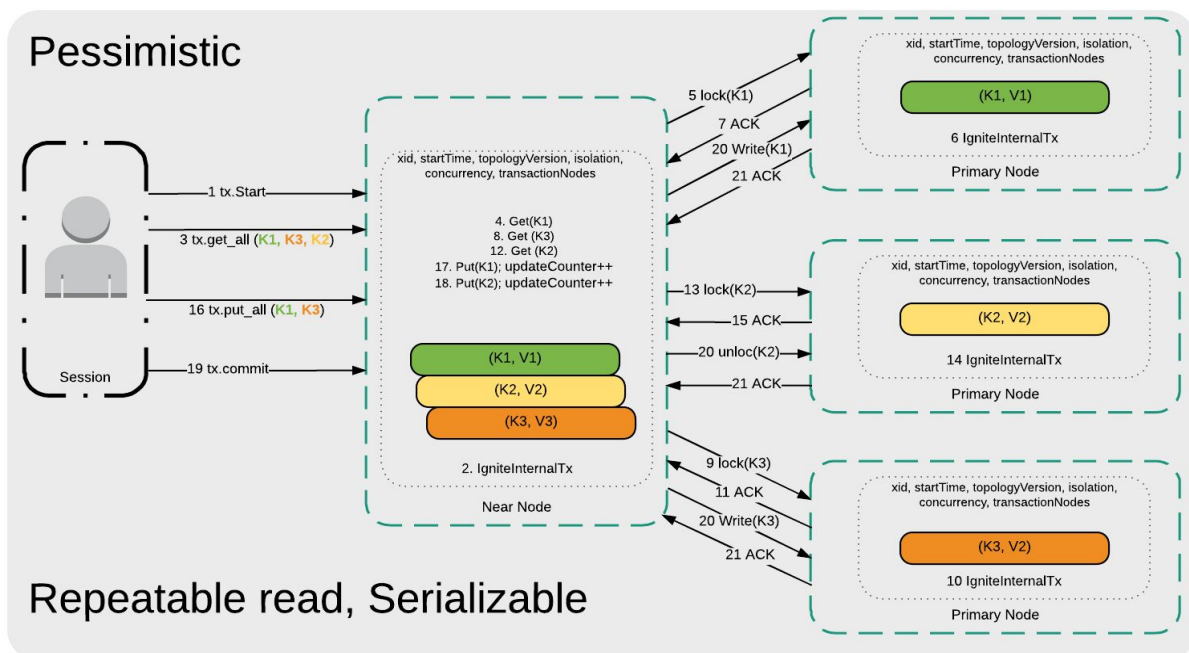 Pessimistic
Session
1 tx.Start
3 tx.get_all (K1, K3, K2)
16 tx.put_all (K1, K3)
19 tx.commit
xid, startTime, topologyVersion, isolation,
concurrency, transactionNodes
4. Get(K1)
8. Get (K3)
12. Get (K2)
17. Put(K1); updateCounter++
18. Put(K2); updateCounter++
(K1, V1)
(K2, V2)
(K3, V3)
2. IgniteInternalTx
Near Node
5 lock(K1)
7 ACK
20 Write(K1)
21 ACK
xid, startTime, topologyVersion, isolation,
concurrency, transactionNodes
(K1, V1)
6 IgniteInternalTx
Primary Node
13 lock(K2)
15 ACK
20 unloc(K2)
21 ACK
xid, startTime, topologyVersion, isolation,
concurrency, transactionNodes
(K2, V2)
14 IgniteInternalTx
Primary Node
9 lock(K3)
11 ACK
20 Write(K3)
21 ACK
xid, startTime, topologyVersion, isolation,
concurrency, transactionNodes
(K3, V2)
10 IgniteInternalTx
Primary Node
Repeatable read, Serializable